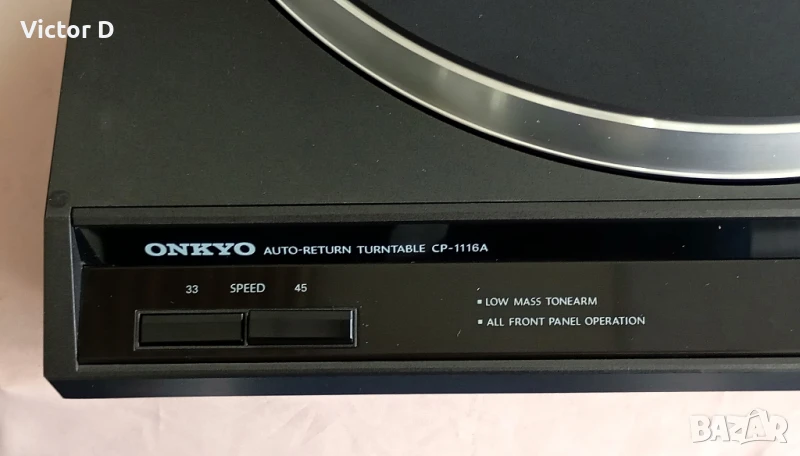 Victor D
ONKYO AUTO-RETURN TURNTABLE CP-1116A
33 SPEED 45
▪ LOW MASS TONEARM
▪ ALL FRONT PANEL OPERATION
BAZAR